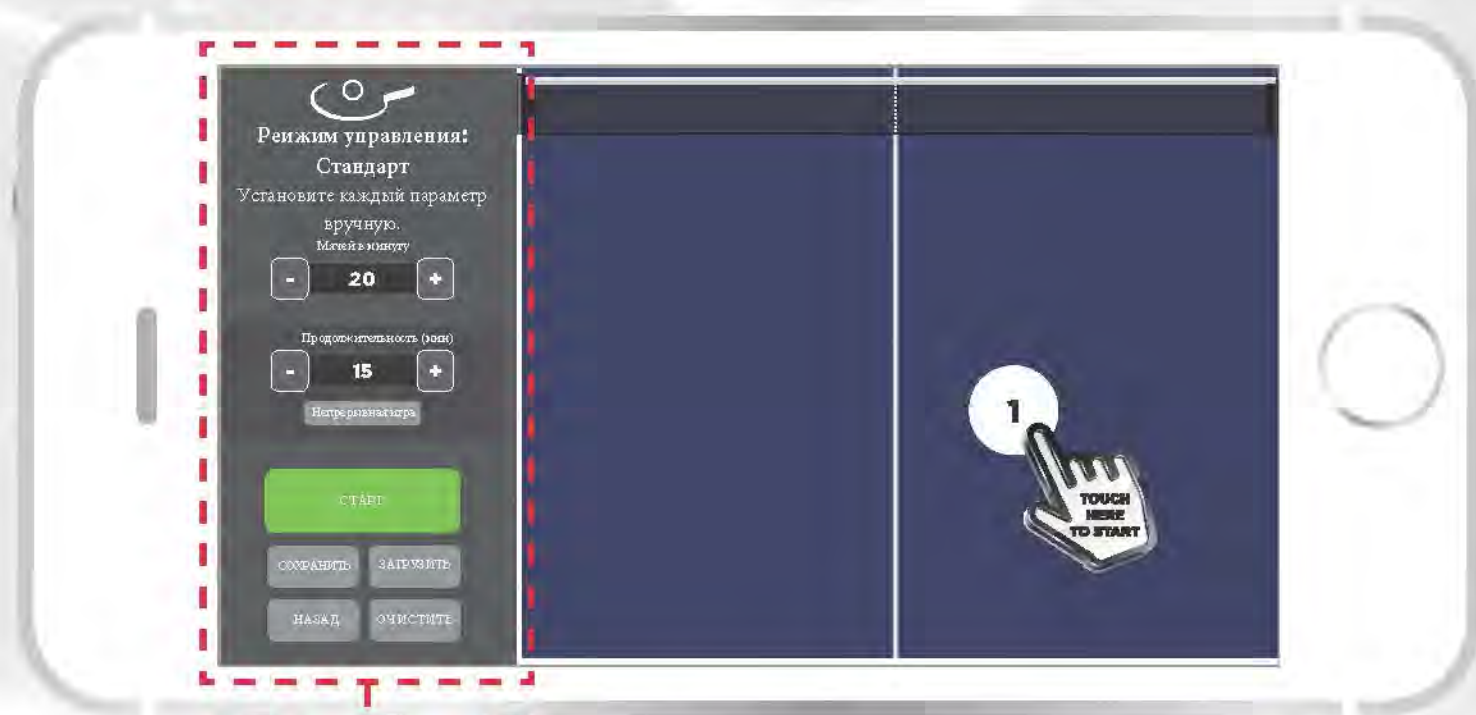 Реижим управления:
Стандарт
Установите каждый параметр
вручную.
Мячей в минуту
- 20 +
Продолжительность (мин)
- 15 +
Непрерывная игра
СТАРТ
СОХРАНИТЬ ЗАГРУЗИТЬ
НАЗАД ОЧИСТИТЬ
1
TOUCH
HERE
TO START